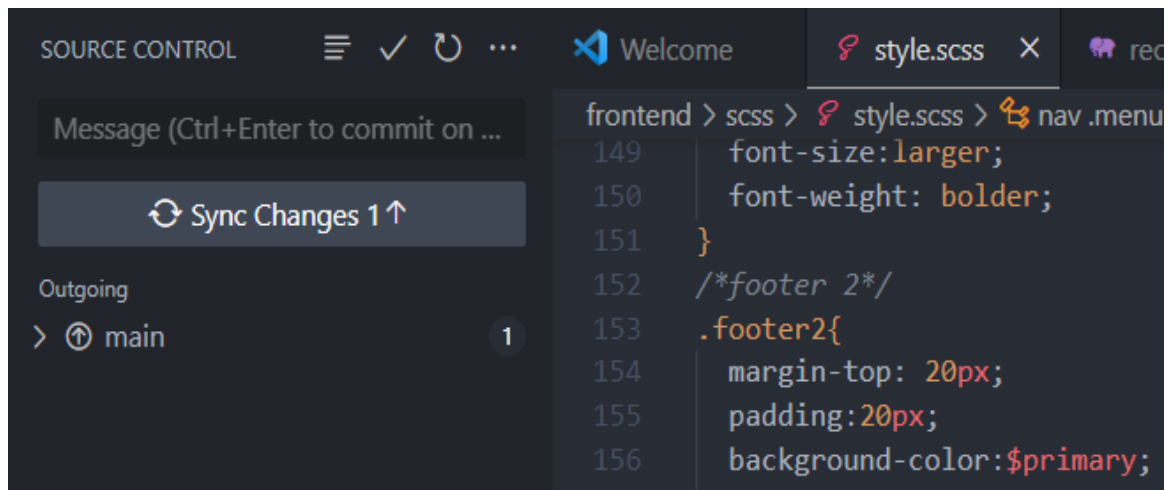 SOURCE CONTROL
Message (Ctrl+Enter to commit on ...
Sync Changes 1↑
Outgoing
main 1
Welcome
style.scss
frontend > scss > style.scss > nav .menu
149 font-size:larger;
150 font-weight: bolder;
151 }
152 /*footer 2*/
153 .footer2{
154 margin-top: 20px;
155 padding:20px;
156 background-color:$primary;